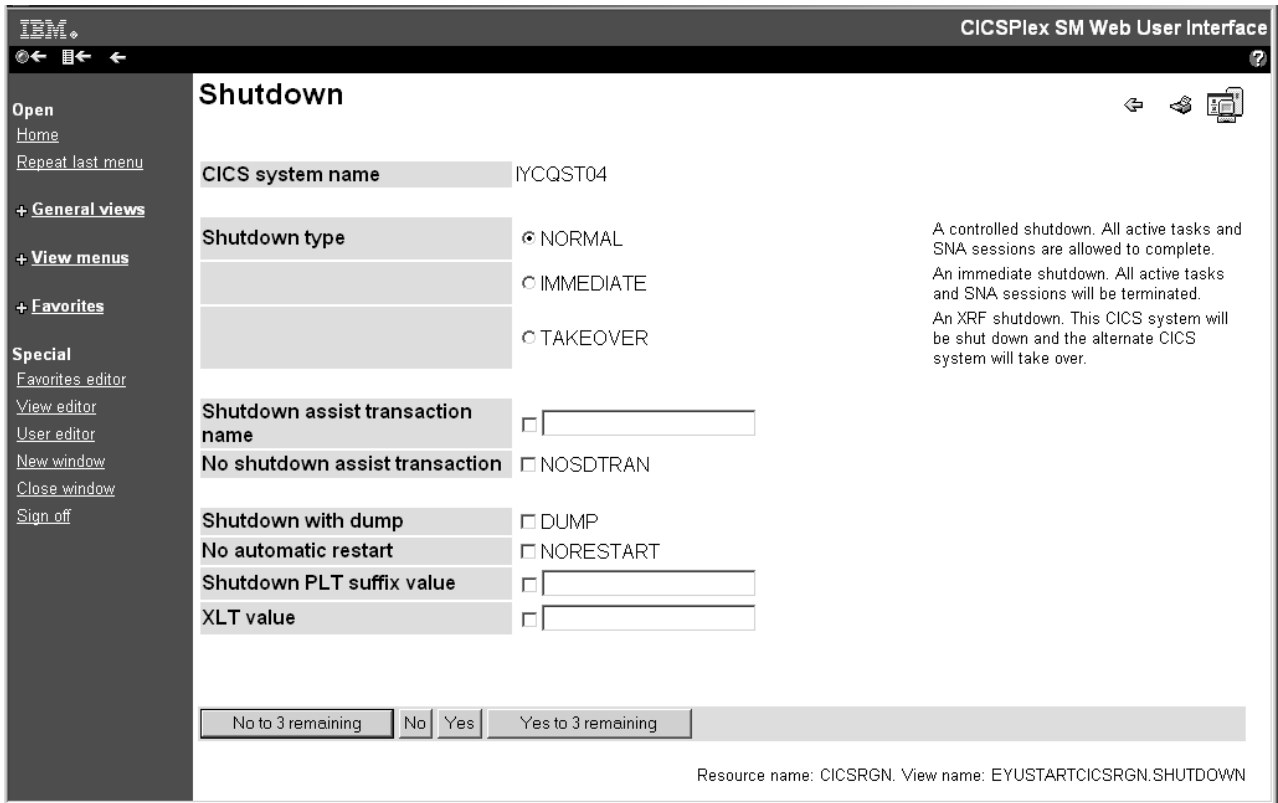 IBM.
CICSPlex SM Web User Interface
?
Open
Home
Repeat last menu
+ General views
+ View menus
+ Favorites
Special
Favorites editor
View editor
User editor
New window
Close window
Sign off
Shutdown
CICS system name IYCQST04
Shutdown type NORMAL
A controlled shutdown. All active tasks and
SNA sessions are allowed to complete.
IMMEDIATE
An immediate shutdown. All active tasks
and SNA sessions will be terminated.
TAKEOVER
An XRF shutdown. This CICS system will
be shut down and the alternate CICS
system will take over.
Shutdown assist transaction
name
No shutdown assist transaction NOSDTRAN
Shutdown with dump DUMP
No automatic restart NORESTART
Shutdown PLT suffix value
XLT value
No to 3 remaining No Yes Yes to 3 remaining
Resource name: CICSRGN. View name: EYUSTARTCICSRGN.SHUTDOWN